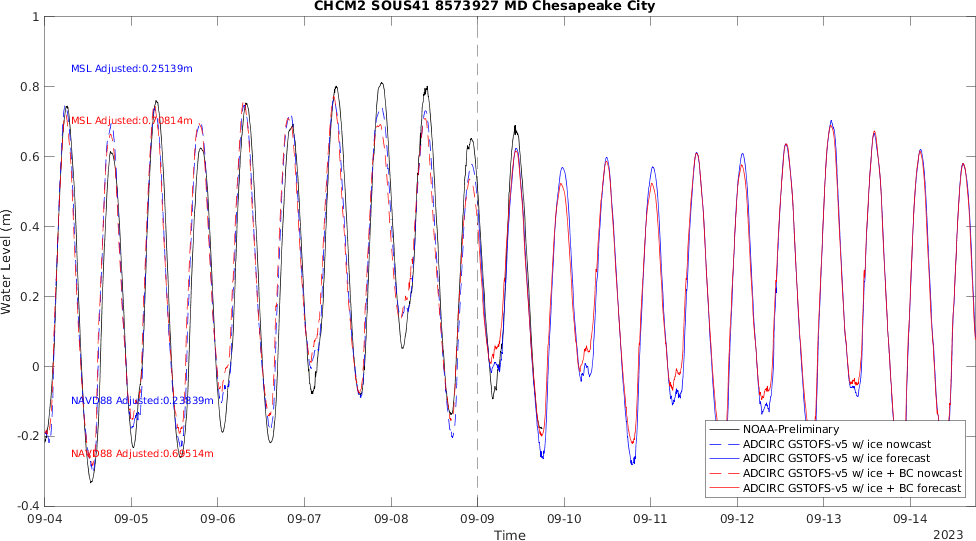 CHCM2 SOUS41 8573927 MD Chesapeake City
1
0.8
0.6
0.4
0.2
0
-0.2
-0.4
Water Level (m)
MSL Adjusted:0.25139m
MSL Adjusted:0.70814m
NAVD88 Adjusted:0.23839m
NAVD88 Adjusted:0.69514m
NOAA-Preliminary
ADCIRC GSTOFS-v5 w/ ice nowcast
ADCIRC GSTOFS-v5 w/ ice forecast
ADCIRC GSTOFS-v5 w/ ice + BC nowcast
ADCIRC GSTOFS-v5 w/ ice + BC forecast
09-04 09-05 09-06 09-07 09-08 09-09 09-10 09-11 09-12 09-13 09-14
Time
2023